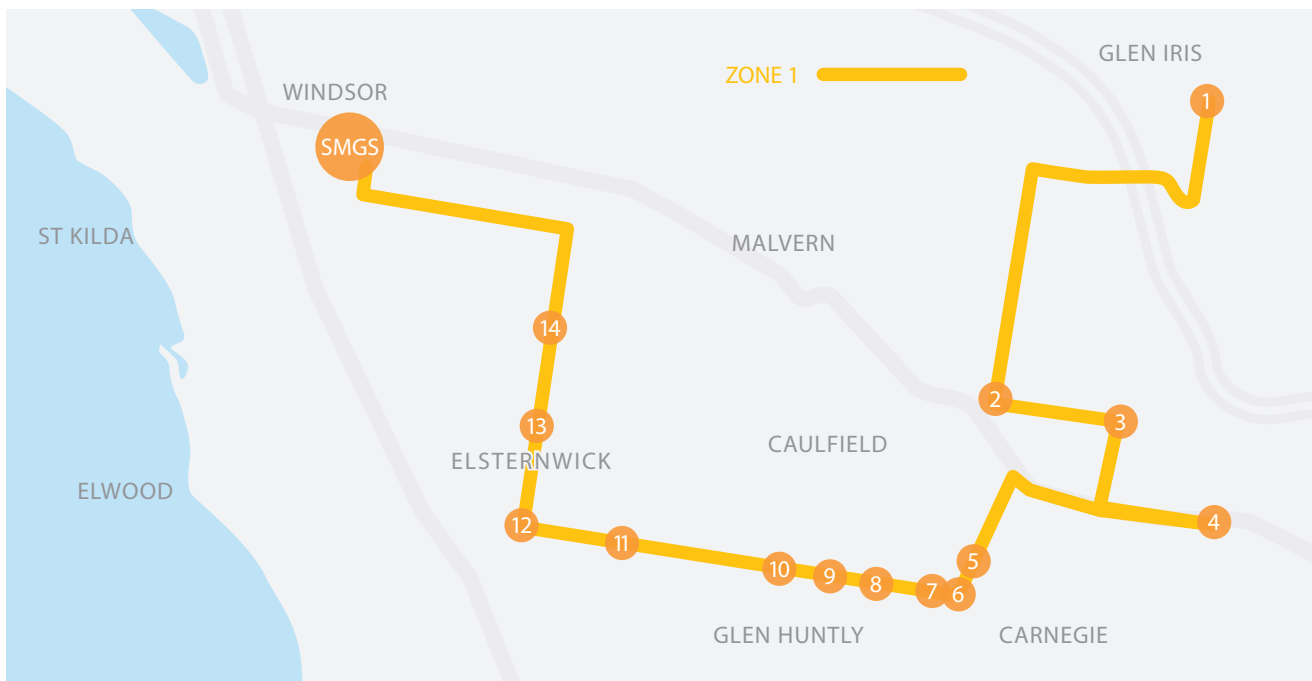 GLEN IRIS
ZONE 1
WINDSOR
1
SMGS
ST KILDA
MALVERN
14
2
3
13
CAULFIELD
ELSTERNWICK
ELWOOD
12
4
11
5
10
9
8
7
6
GLEN HUNTLY
CARNEGIE